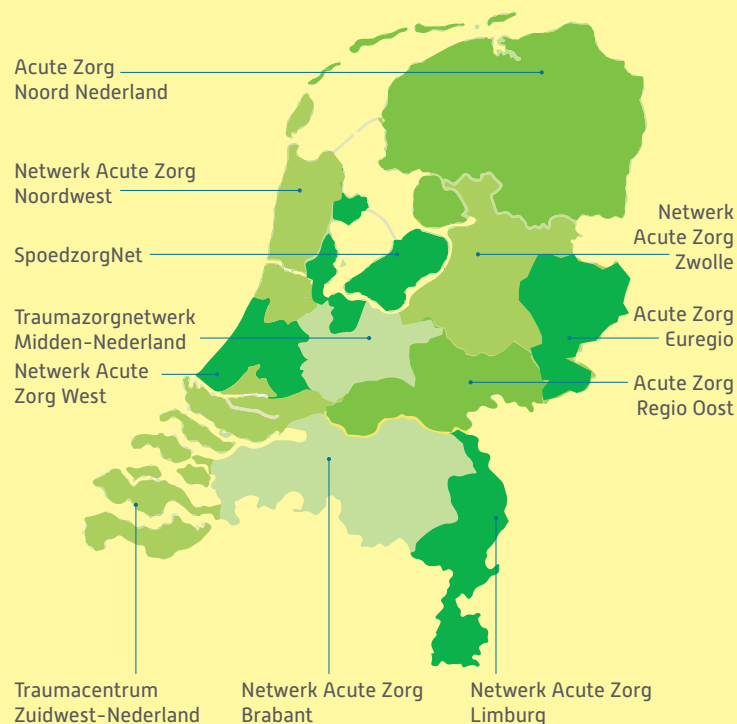 Acute Zorg
Noord Nederland
Netwerk Acute Zorg
Noordwest
SpoedzorgNet
Traumazorgnetwerk
Midden-Nederland
Netwerk Acute
Zorg West
Netwerk
Acute Zorg
Zwolle
Acute Zorg
Euregio
Acute Zorg
Regio Oost
Traumacentrum
Zuidwest-Nederland
Netwerk Acute Zorg
Brabant
Netwerk Acute Zorg
Limburg